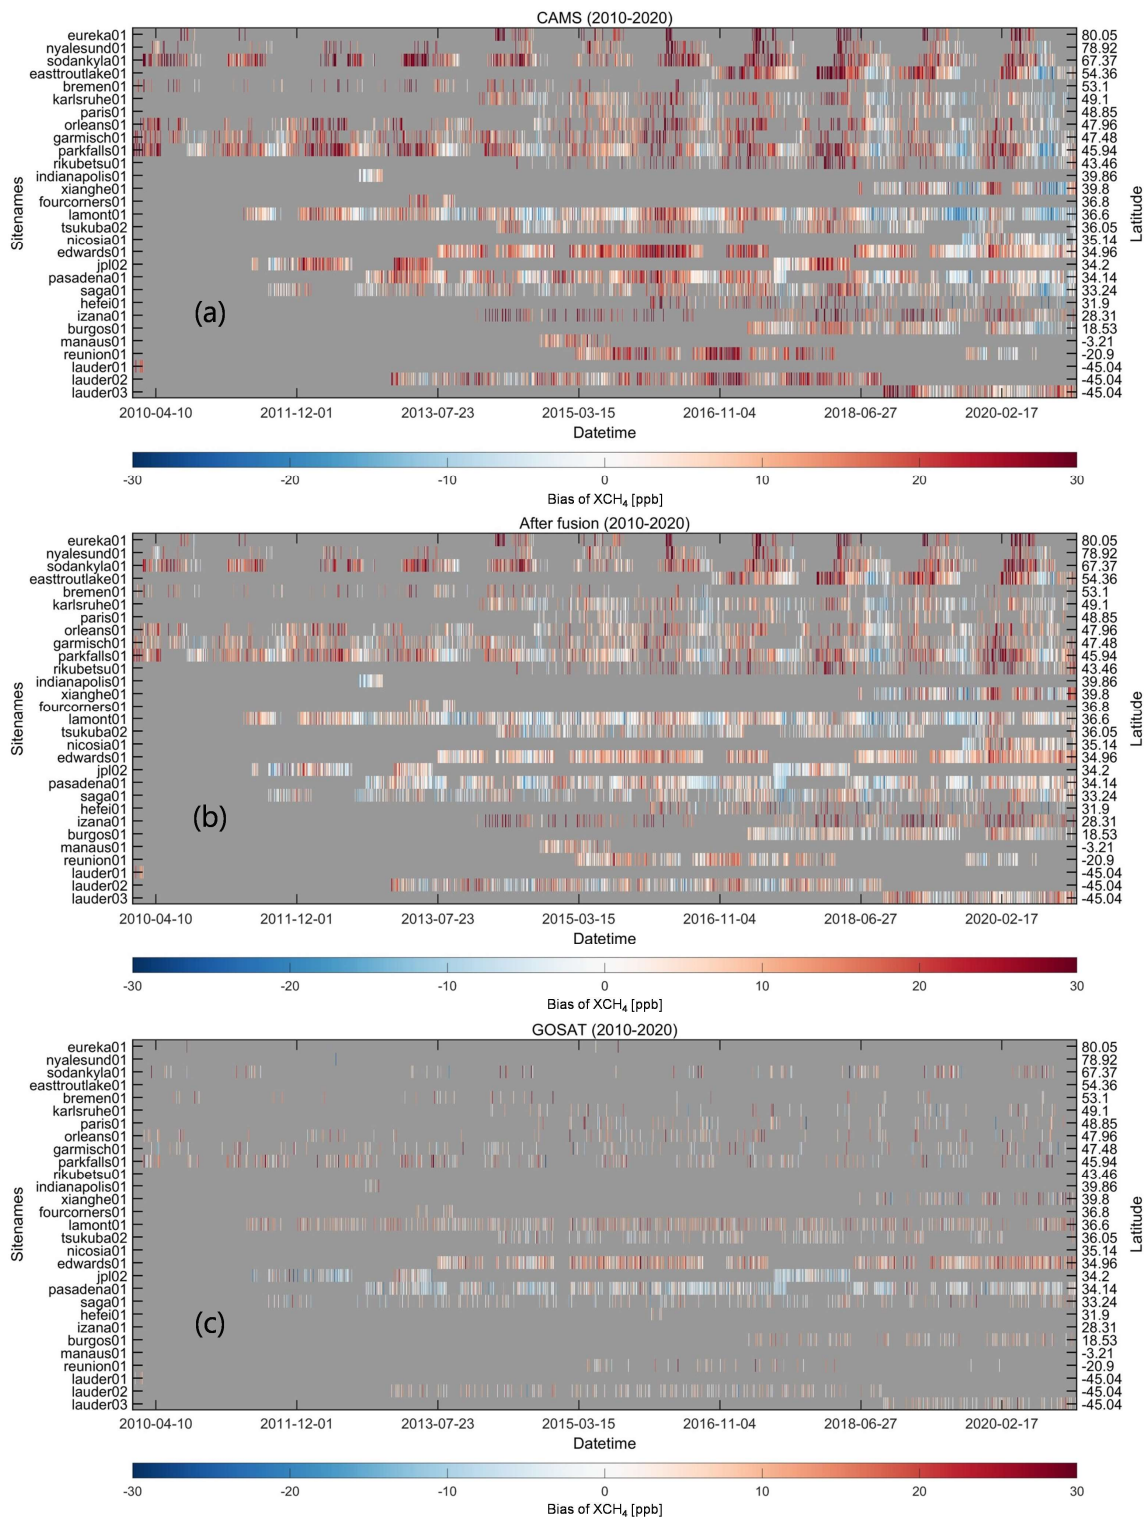 CAMS (2010-2020)
eureka01 80.05
nyalesund01 78.92
sodankyla01 67.37
easttroutlake01 54.36
bremen01 53.1
karlsruhe01 49.1
paris01 48.85
orleans01 47.96
garmisch01 47.48
parkfalls01 45.94
rikubetsu01 43.46
indianapolis01 39.86
xianghe01 39.8
fourcorners01 36.8
lamont01 36.6
tsukuba02 36.05
nicosia01 35.14
edwards01 34.96
jpl02 34.2
pasadena01 34.14
saga01 33.24
hefei01 31.9
izana01 28.31
burgos01 18.53
manaus01 -3.21
reunion01 -20.9
lauder01 -45.04
lauder02 -45.04
lauder03 -45.04
Sitenames
Latitude
(a)
2010-04-10 2011-12-01 2013-07-23 2015-03-15 2016-11-04 2018-06-27 2020-02-17
Datetime
-30 -20 -10 0 10 20 30
Bias of XCH₄ [ppb]
After fusion (2010-2020)
eureka01 80.05
nyalesund01 78.92
sodankyla01 67.37
easttroutlake01 54.36
bremen01 53.1
karlsruhe01 49.1
paris01 48.85
orleans01 47.96
garmisch01 47.48
parkfalls01 45.94
rikubetsu01 43.46
indianapolis01 39.86
xianghe01 39.8
fourcorners01 36.8
lamont01 36.6
tsukuba02 36.05
nicosia01 35.14
edwards01 34.96
jpl02 34.2
pasadena01 34.14
saga01 33.24
hefei01 31.9
izana01 28.31
burgos01 18.53
manaus01 -3.21
reunion01 -20.9
lauder01 -45.04
lauder02 -45.04
lauder03 -45.04
Sitenames
Latitude
(b)
2010-04-10 2011-12-01 2013-07-23 2015-03-15 2016-11-04 2018-06-27 2020-02-17
Datetime
-30 -20 -10 0 10 20 30
Bias of XCH₄ [ppb]
GOSAT (2010-2020)
eureka01 80.05
nyalesund01 78.92
sodankyla01 67.37
easttroutlake01 54.36
bremen01 53.1
karlsruhe01 49.1
paris01 48.85
orleans01 47.96
garmisch01 47.48
parkfalls01 45.94
rikubetsu01 43.46
indianapolis01 39.86
xianghe01 39.8
fourcorners01 36.8
lamont01 36.6
tsukuba02 36.05
nicosia01 35.14
edwards01 34.96
jpl02 34.2
pasadena01 34.14
saga01 33.24
hefei01 31.9
izana01 28.31
burgos01 18.53
manaus01 -3.21
reunion01 -20.9
lauder01 -45.04
lauder02 -45.04
lauder03 -45.04
Sitenames
Latitude
(c)
2010-04-10 2011-12-01 2013-07-23 2015-03-15 2016-11-04 2018-06-27 2020-02-17
Datetime
-30 -20 -10 0 10 20 30
Bias of XCH₄ [ppb]